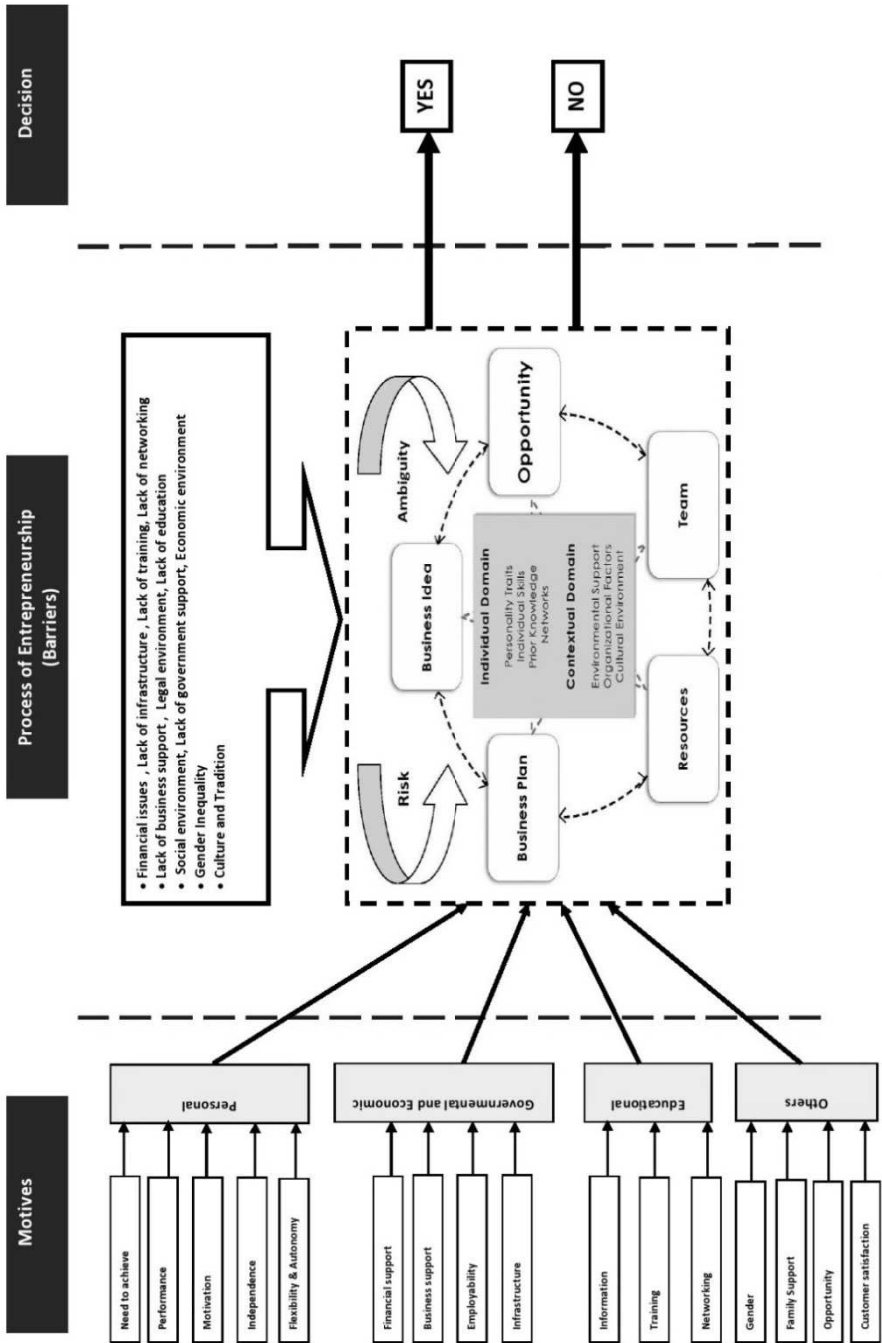 Motives
Process of Entrepreneurship
(Barriers)
Decision
Need to achieve
Performance
Motivation
Independence
Flexibility & Autonomy
Personal
Financial support
Business support
Employability
Infrastructure
Governmental and Economic
Information
Training
Networking
Educational
Gender
Family Support
Opportunity
Customer satisfaction
Others
• Financial issues , Lack of infrastructure , Lack of training, Lack of networking
• Lack of business support , Legal environment, Lack of education
• Social environment, Lack of government support, Economic environment
• Gender Inequality
• Culture and Tradition
Risk
Ambiguity
Business Idea
Business Plan
Opportunity
Individual Domain
Personality Traits
Individual Skills
Prior Knowledge
Networks
Contextual Domain
Environmental Support
Organizational Factors
Cultural Environment
Resources
Team
YES
NO